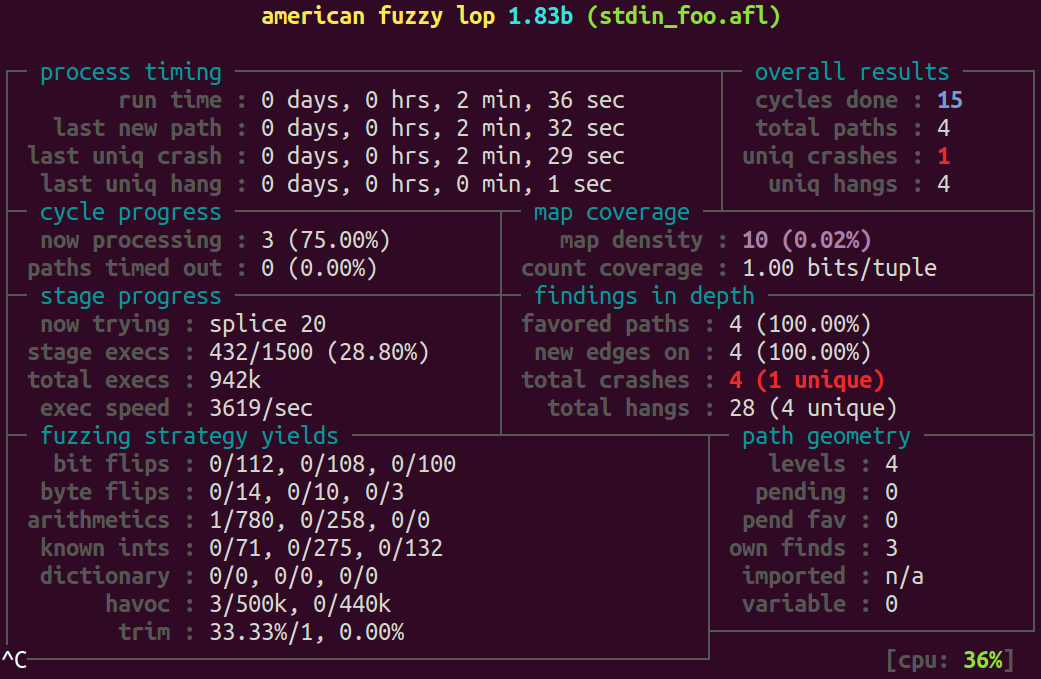 american fuzzy lop 1.83b (stdin_foo.afl)
process timing
run time : 0 days, 0 hrs, 2 min, 36 sec
last new path : 0 days, 0 hrs, 2 min, 32 sec
last uniq crash : 0 days, 0 hrs, 2 min, 29 sec
last uniq hang : 0 days, 0 hrs, 0 min, 1 sec
overall results
cycles done : 15
total paths : 4
uniq crashes : 1
uniq hangs : 4
cycle progress
now processing : 3 (75.00%)
paths timed out : 0 (0.00%)
map coverage
map density : 10 (0.02%)
count coverage : 1.00 bits/tuple
stage progress
now trying : splice 20
stage execs : 432/1500 (28.80%)
total execs : 942k
exec speed : 3619/sec
findings in depth
favored paths : 4 (100.00%)
new edges on : 4 (100.00%)
total crashes : 4 (1 unique)
total hangs : 28 (4 unique)
fuzzing strategy yields
bit flips : 0/112, 0/108, 0/100
byte flips : 0/14, 0/10, 0/3
arithmetics : 1/780, 0/258, 0/0
known ints : 0/71, 0/275, 0/132
dictionary : 0/0, 0/0, 0/0
havoc : 3/500k, 0/440k
trim : 33.33%/1, 0.00%
path geometry
levels : 4
pending : 0
pend fav : 0
own finds : 3
imported : n/a
variable : 0
^C
[cpu: 36%]